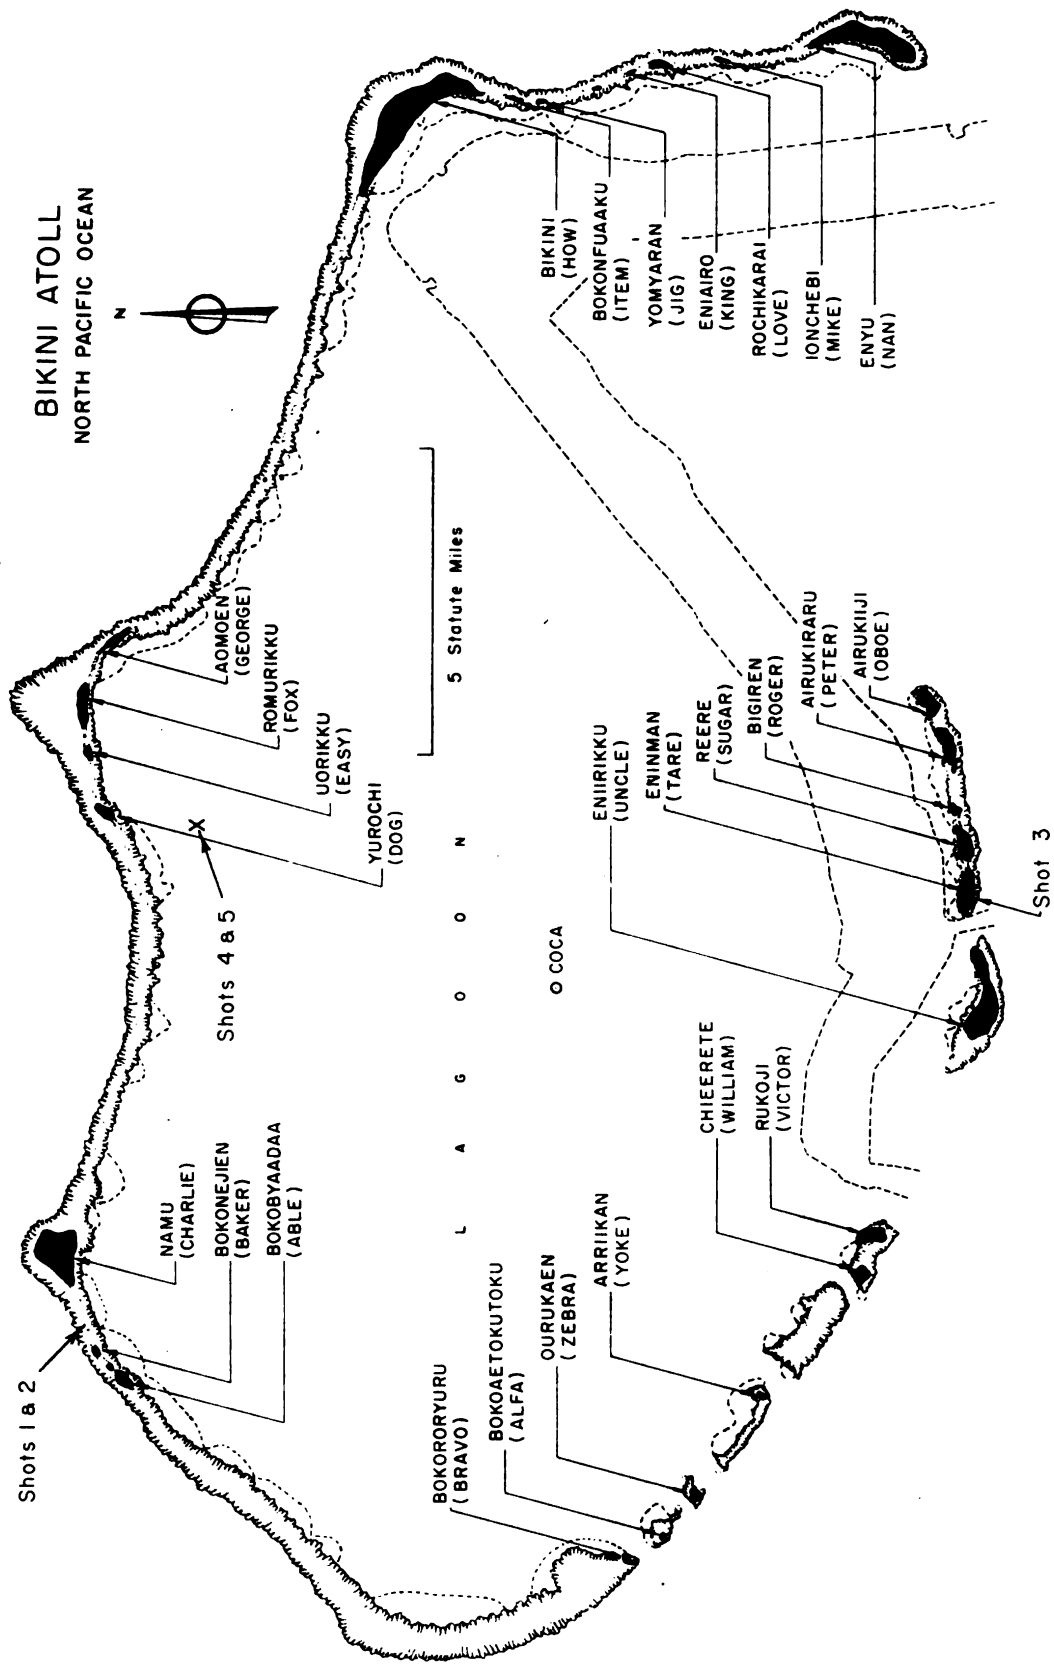 BIKINI ATOLL
NORTH PACIFIC OCEAN
N
Shots 1 & 2
NAMU
(CHARLIE)
BOKONEJIEN
(BAKER)
BOKOBYAADAA
(ABLE)
Shots 4 & 5
X
YUROCHI
(DOG)
UORIKKU
(EASY)
ROMURIKKU
(FOX)
AOMOEN
(GEORGE)
5 Statute Miles
LAGOON
COCA
BIKINI
(HOW)
BOKONFUAAKU
(ITEM)
YOMYARAN
(JIG)
ENIAIRO
(KING)
ROCHIKARAI
(LOVE)
IONCHEBI
(MIKE)
ENYU
(NAN)
BOKORORYURU
(BRAVO)
BOKOAETOKUTOKU
(ALFA)
OURUKAEN
(ZEBRA)
ARRIIKAN
(YOKE)
CHIEERETE
(WILLIAM)
RUKOJI
(VICTOR)
ENIIRIKKU
(UNCLE)
ENINMAN
(TARE)
REERE
(SUGAR)
BIGIREN
(ROGER)
AIRUKIRARU
(PETER)
AIRUKIIJI
(OBOE)
Shot 3